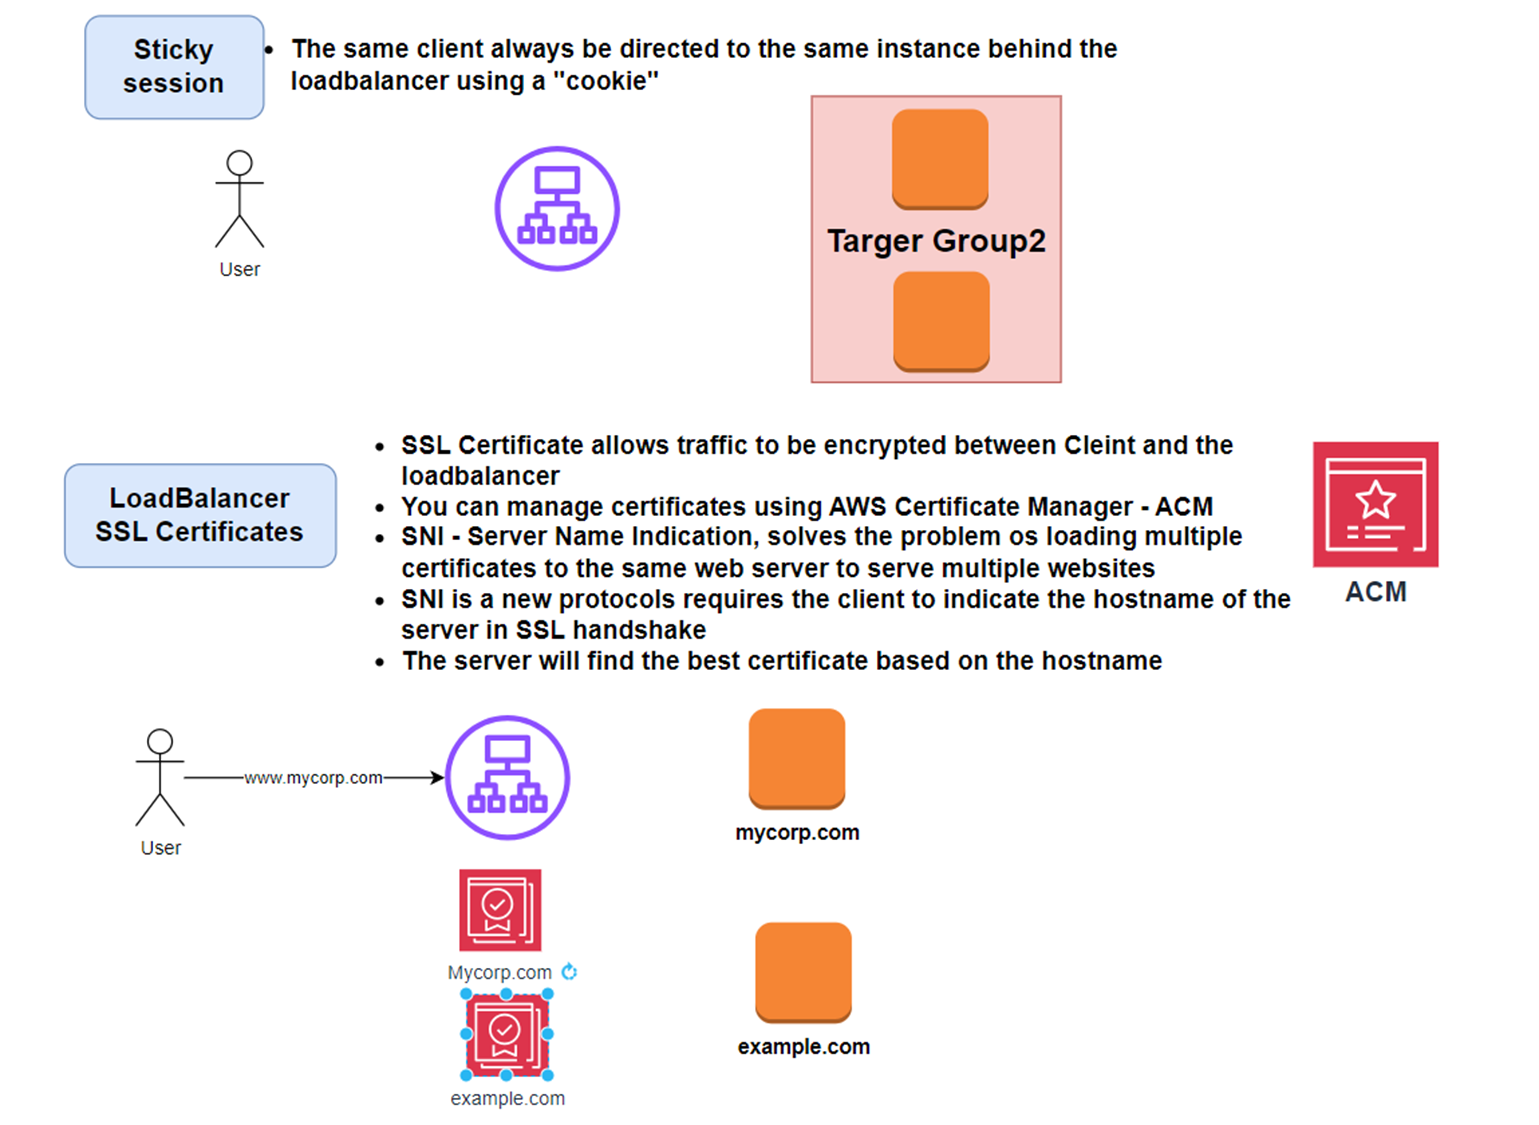 Sticky
session
• The same client always be directed to the same instance behind the
loadbalancer using a "cookie"
User
Targer Group2
LoadBalancer
SSL Certificates
• SSL Certificate allows traffic to be encrypted between Cleint and the
loadbalancer
• You can manage certificates using AWS Certificate Manager - ACM
• SNI - Server Name Indication, solves the problem os loading multiple
certificates to the same web server to serve multiple websites
• SNI is a new protocols requires the client to indicate the hostname of the
server in SSL handshake
• The server will find the best certificate based on the hostname
ACM
www.mycorp.com
User
mycorp.com
Mycorp.com
example.com
example.com